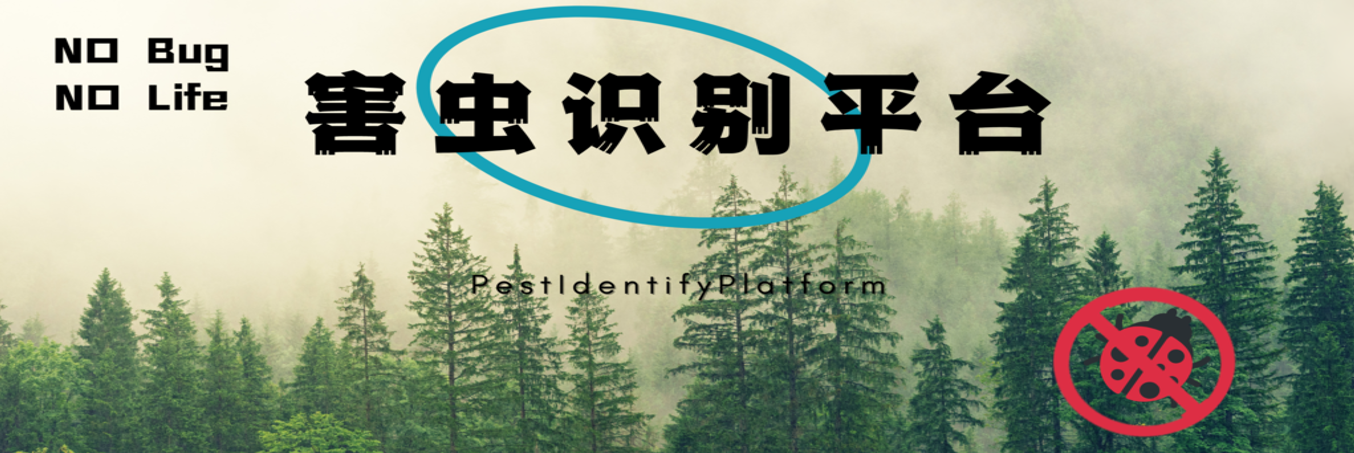 NO Bug
NO Life
害虫识别平台
PestIdentifyPlatform